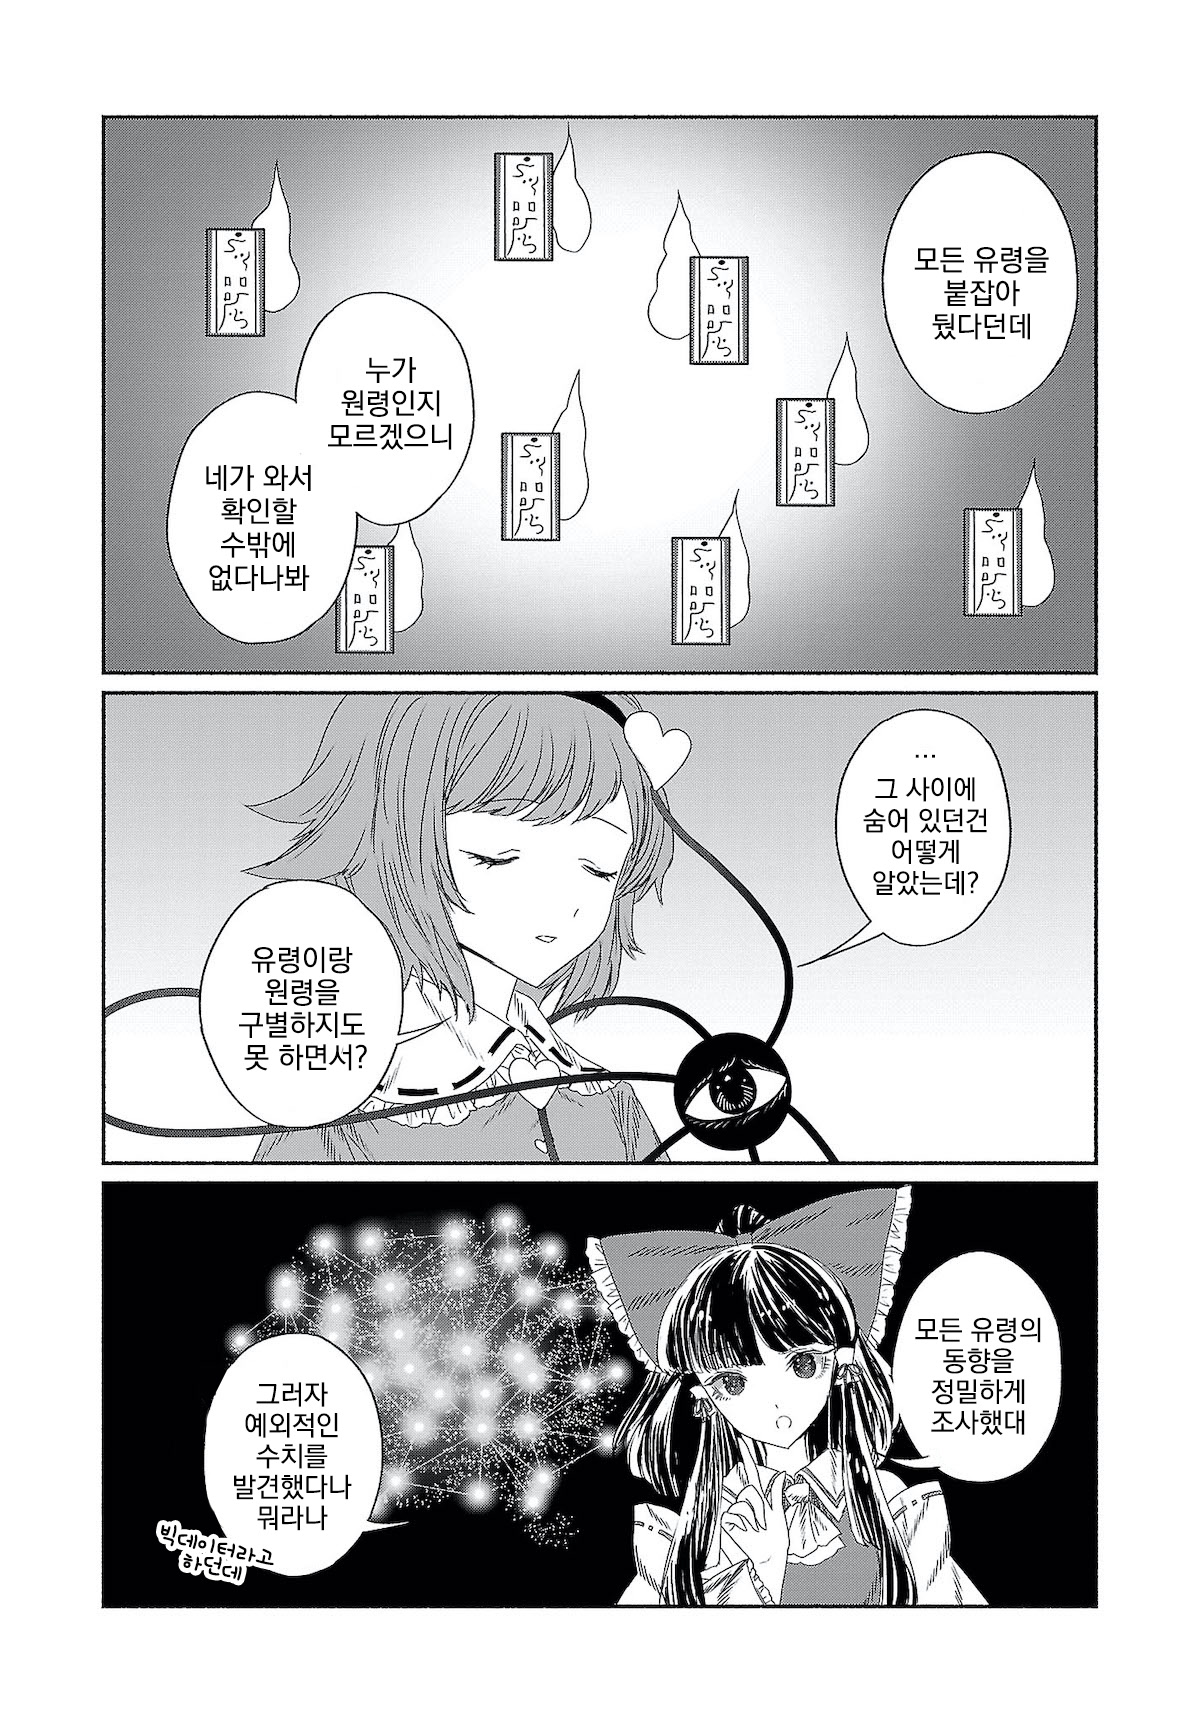 모든 유령을
붙잡아
뒀다던데
누가
원령인지
모르겠으니
네가 와서
확인할
수밖에
없다나봐
…
그 사이에
숨어 있던건
어떻게
알았는데?
유령이랑
원령을
구별하지도
못 하면서?
모든 유령의
동향을
정밀하게
조사했대
그러자
예외적인
수치를
발견했다나
뭐라나
빅데이터라고
하던데